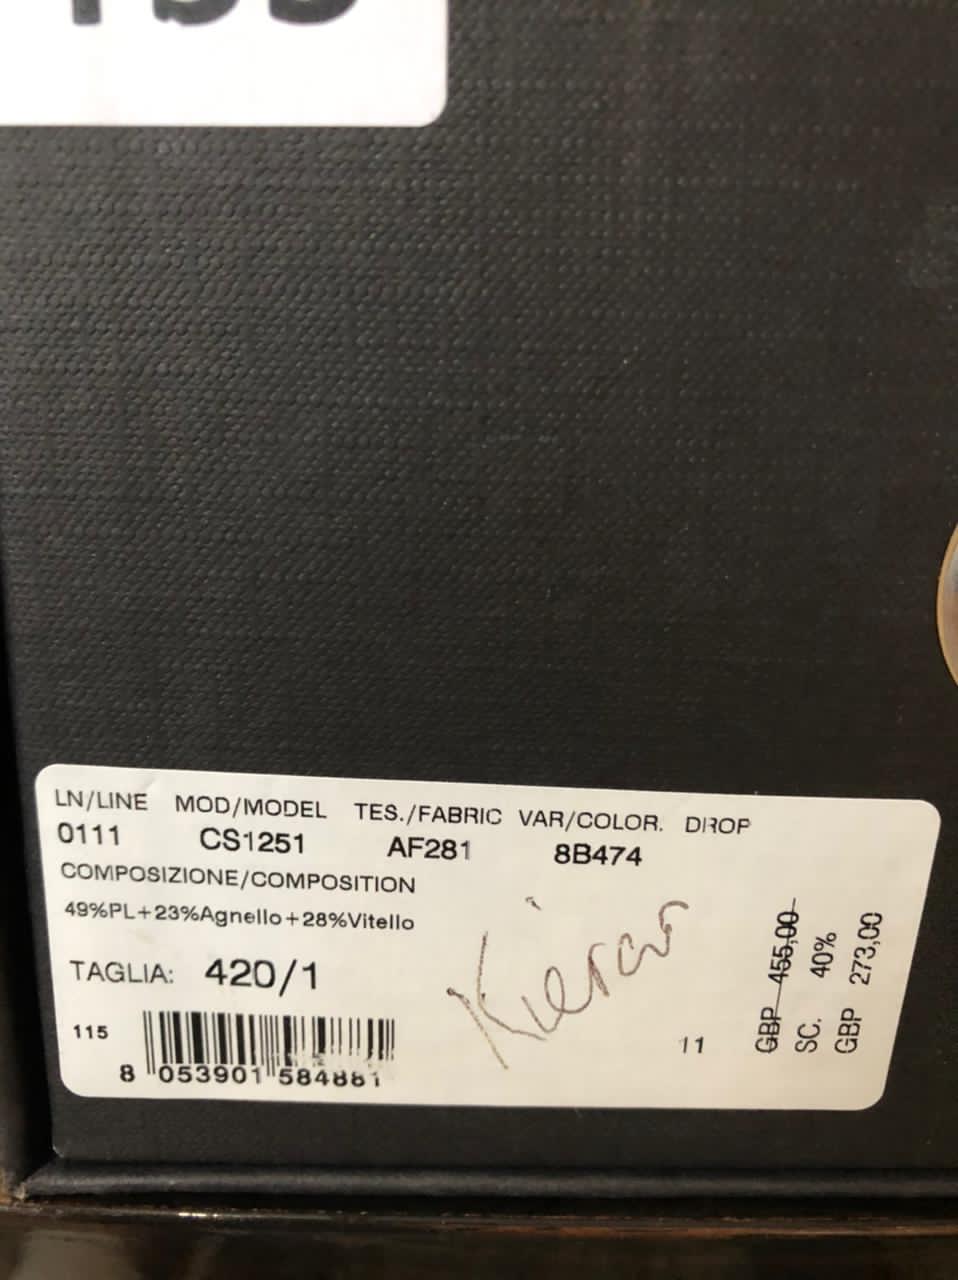 LN/LINE MOD/MODEL TES./FABRIC VAR/COLOR. DROP
0111 CS1251 AF281 8B474
COMPOSIZIONE/COMPOSITION
49%PL+23%Agnello+28%Vitello
TAGLIA: 420/1
115
8 053901 584881
Kieran
11
GBP 455,00
SC. 40%
GBP 273,00